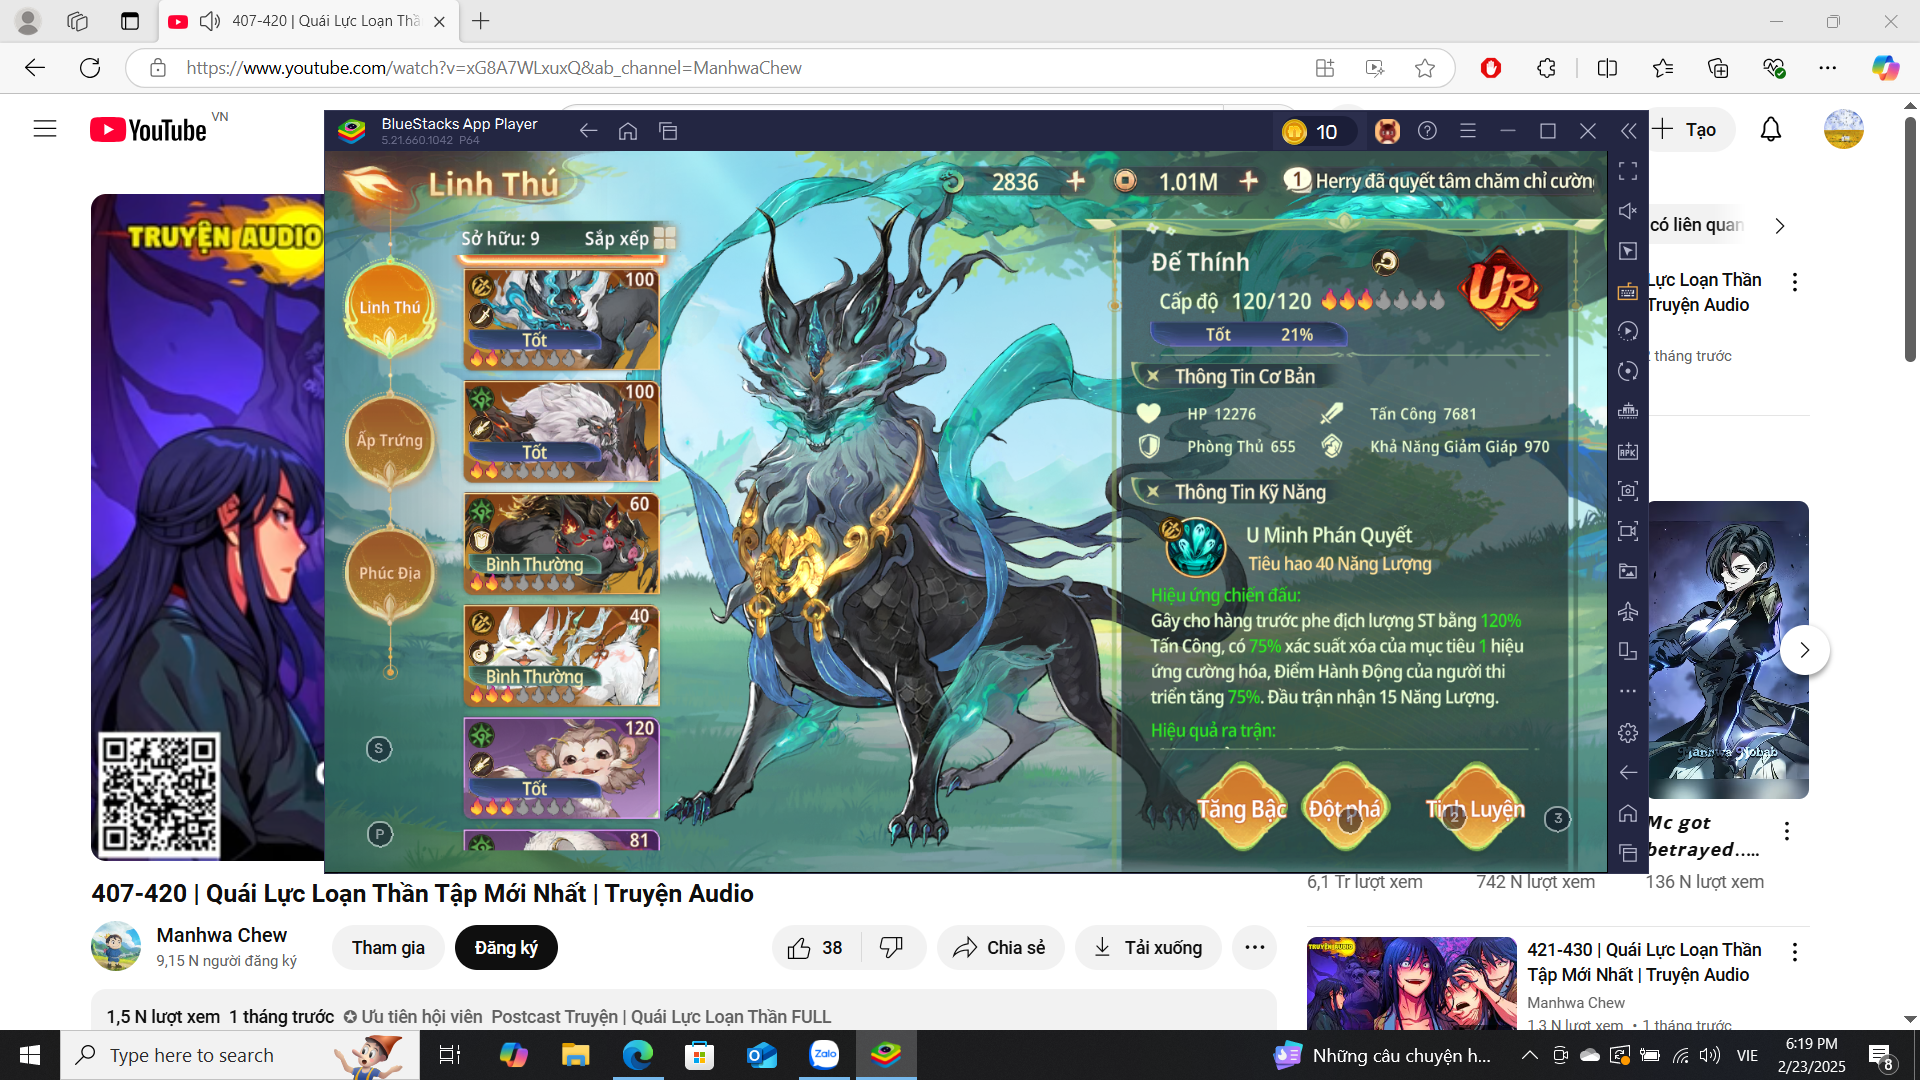 407-420 | Quái Lực Loạn Thầ
https://www.youtube.com/watch?v=xG8A7WLxuxQ&ab_channel=ManhwaChew
YouTube VN
Tạo
BlueStacks App Player
5.21.660.1042 P64
10
TRUYỆN AUDIO
Linh Thú
2836
1.01M
1 Herry đã quyết tâm chăm chỉ cườn
có liên quan
Sở hữu: 9
Sắp xếp
Linh Thú
Ấp Trứng
Phúc Địa
100
Tốt
100
Tốt
60
Bình Thường
40
Bình Thường
120
Tốt
81
S
P
Đế Thính
UR
Cấp độ 120/120
Tốt 21%
Thông Tin Cơ Bản
HP 12276
Tấn Công 7681
Phòng Thủ 655
Khả Năng Giảm Giáp 970
Thông Tin Kỹ Năng
U Minh Phán Quyết
Tiêu hao 40 Năng Lượng
Hiệu ứng chiến đấu:
Gây cho hàng trước phe địch lượng ST bằng 120%
Tấn Công, có 75% xác suất xóa của mục tiêu 1 hiệu
ứng cường hóa, Điểm Hành Động của người thi
triển tăng 75%. Đầu trận nhận 15 Năng Lượng.
Hiệu quả ra trận:
Tăng Bậc
Đột phá
1
Tinh Luyện
2
3
APK
Lực Loạn Thần
Truyện Audio
tháng trước
Manhwa Nobab
Mc got
betrayed.....
6,1 Tr lượt xem
742 N lượt xem
136 N lượt xem
407-420 | Quái Lực Loạn Thần Tập Mới Nhất | Truyện Audio
Manhwa Chew
9,15 N người đăng ký
Tham gia
Đăng ký
38
Chia sẻ
Tải xuống
1,5 N lượt xem 1 tháng trước Ưu tiên hội viên Postcast Truyện | Quái Lực Loạn Thần FULL
TRUYỆN AUDIO
421-430 | Quái Lực Loạn Thần
Tập Mới Nhất | Truyện Audio
Manhwa Chew
1,3 N lượt xem • 1 tháng trước
Type here to search
Zalo
Những câu chuyện h...
VIE
6:19 PM
2/23/2025
8